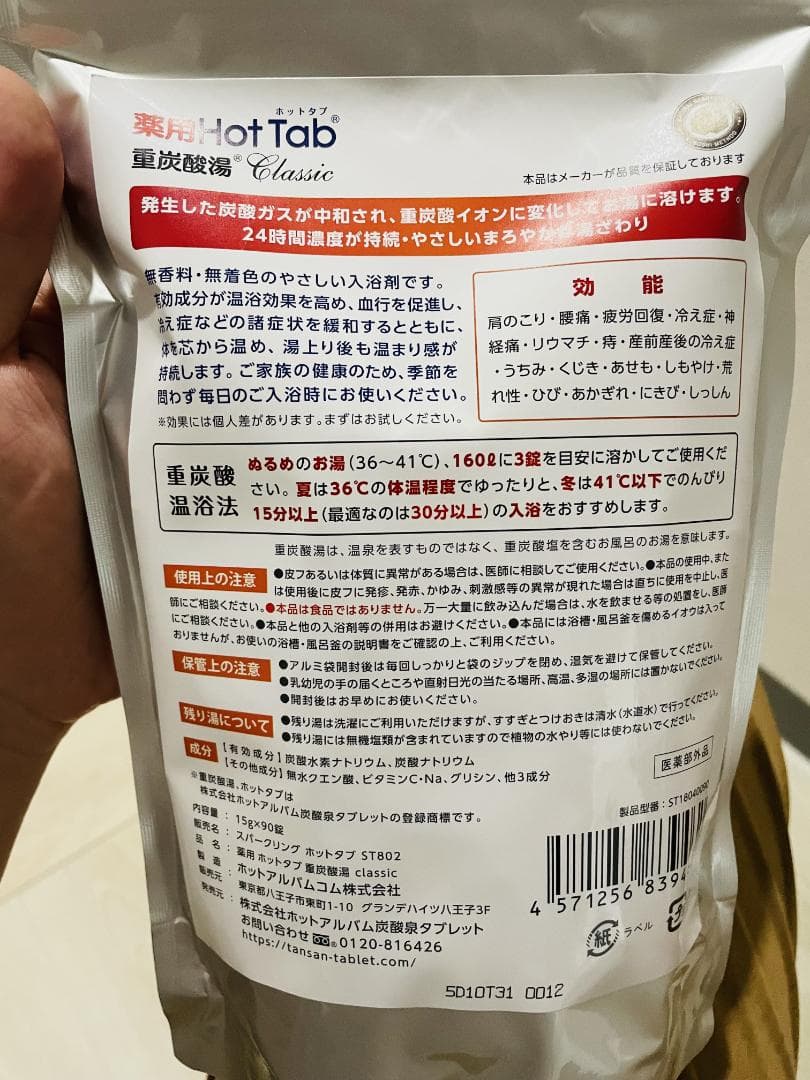 ホットタブ
薬用HotTab®
重炭酸湯® Classic
本品はメーカーが品質を保証しております
発生した炭酸ガスが中和され、重炭酸イオンに変化してお湯に溶けます。
24時間濃度が持続・やさしいまろやかな湯ざわり
無香料・無着色のやさしい入浴剤です。
有効成分が温浴効果を高め、血行を促進し、
冷え症などの諸症状を緩和するとともに、
体を芯から温め、湯上り後も温まり感が
持続します。ご家族の健康のため、季節を
問わず毎日のご入浴時にお使いください。
※効果には個人差があります。まずはお試しください。
効能
肩のこり・腰痛・疲労回復・冷え症・神
経痛・リウマチ・痔・産前産後の冷え症
・うちみ・くじき・あせも・しもやけ・荒
れ性・ひび・あかぎれ・にきび・しっしん
重炭酸
温浴法
ぬるめのお湯(36〜41℃)、160ℓに3錠を目安に溶かしてご使用くだ
さい。夏は36℃の体温程度でゆったりと、冬は41℃以下でのんびり
15分以上(最適なのは30分以上)の入浴をおすすめします。
重炭酸湯は、温泉を表すものではなく、重炭酸塩を含むお風呂のお湯を意味します。
使用上の注意 ●皮フあるいは体質に異常がある場合は、医師に相談してご使用ください。●本品の使用中、また
は使用後に皮フに発疹、発赤、かゆみ、刺激感等の異常が現れた場合は直ちに使用を中止し、医
師にご相談ください。●本品は食品ではありません。万一大量に飲み込んだ場合は、水を飲ませる等の処置をし、医師
にご相談ください。●本品と他の入浴剤等の併用はお避けください。●本品には浴槽・風呂釜を傷めるイオウは入って
おりませんが、お使いの浴槽・風呂釜の説明書をご確認の上、ご利用ください。
保管上の注意 ●アルミ袋開封後は毎回しっかりと袋のジップを閉め、湿気を避けて保管してください。
●乳幼児の手の届くところや直射日光の当たる場所、高温、多湿の場所には置かないでください。
●開封後はお早めにお使いください。
残り湯について ●残り湯は洗濯にご利用いただけますが、すすぎとつけおきは清水(水道水)で行ってください。
●残り湯には無機塩類が含まれていますので植物の水やり等には使わないでください。
成分 【有効成分】炭酸水素ナトリウム、炭酸ナトリウム
【その他成分】無水クエン酸、ビタミンC・Na、グリシン、他3成分
医薬部外品
※重炭酸湯、ホットタブは
株式会社ホットアルバム炭酸泉タブレットの登録商標です。
製品型番：ST18040090
内容量：15g×90錠
販売名：スパークリング ホットタブ ST802
品名：薬用 ホットタブ 重炭酸湯 classic
製造販売元：ホットアルバムコム株式会社
東京都八王子市東町1-10 グランデハイツ八王子3F
発売元：株式会社ホットアルバム炭酸泉タブレット
お問い合わせ 0120-816426
https://tansan-tablet.com/
4 571256 8394
紙 ラベル
5D10T31 0012